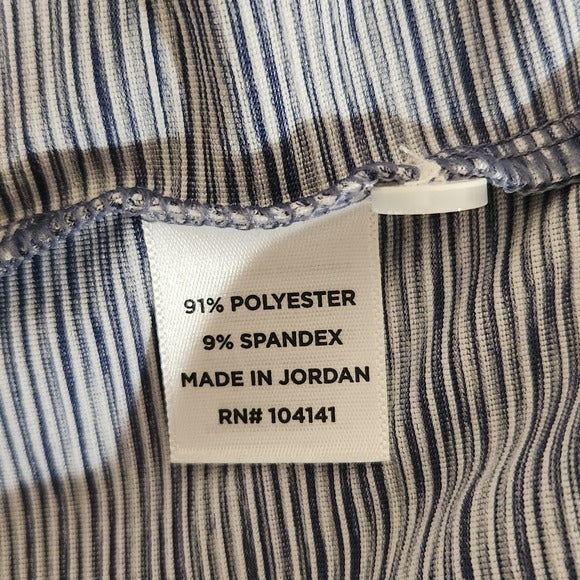 91% POLYESTER
9% SPANDEX
MADE IN JORDAN
RN# 104141